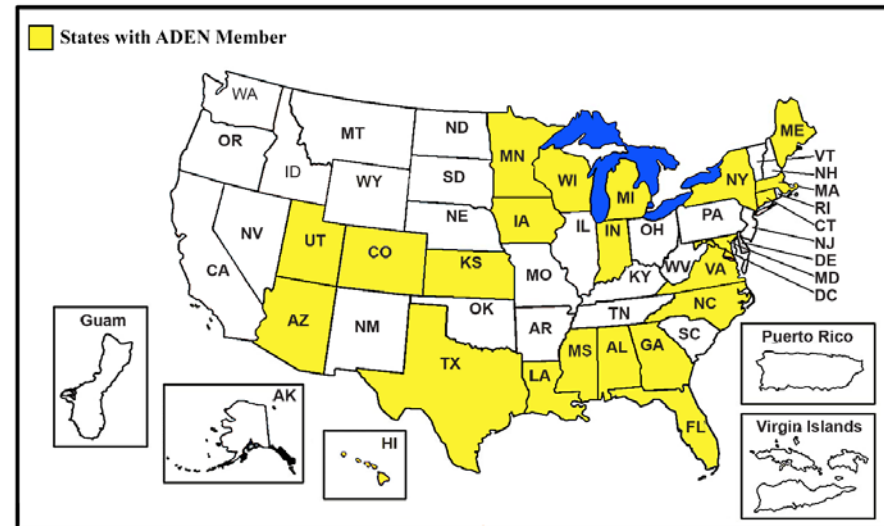 States with ADEN Member
WA
OR
ID
MT
WY
ND
SD
NE
NV
CA
UT
CO
AZ
NM
KS
OK
TX
MN
IA
MO
AR
LA
WI
IL
MI
IN
OH
KY
TN
MS
AL
GA
FL
SC
NC
VA
WV
PA
NY
ME
VT
NH
MA
RI
CT
NJ
DE
MD
DC
Guam
AK
HI
Puerto Rico
Virgin Islands